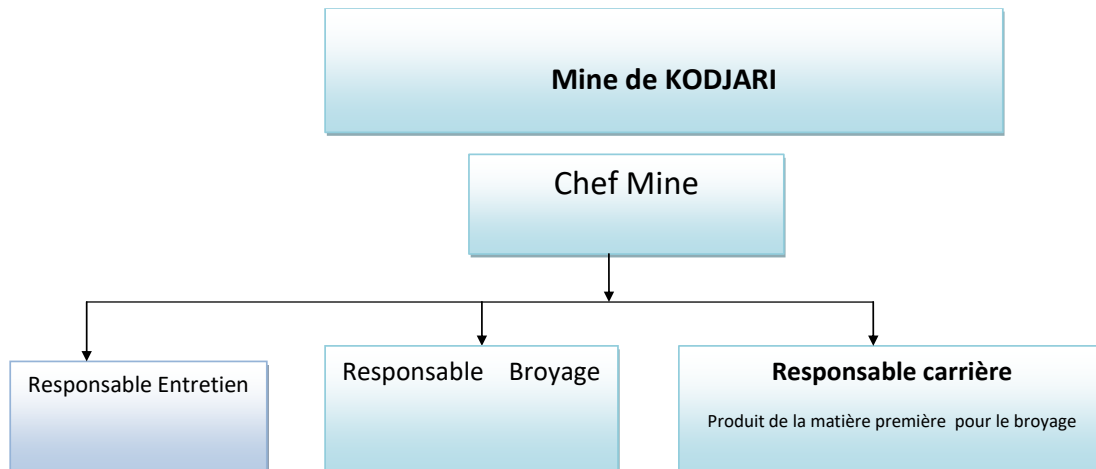 Mine de KODJARI
Chef Mine
Responsable Entretien
Responsable Broyage
Responsable carrière
Produit de la matière première pour le broyage